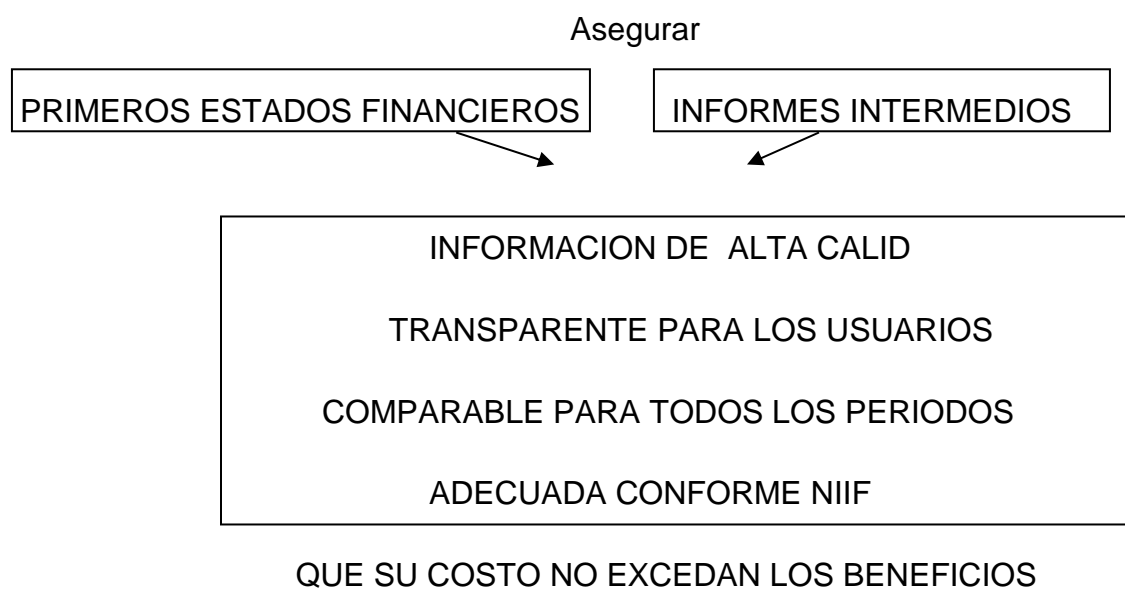 Asegurar
PRIMEROS ESTADOS FINANCIEROS
INFORMES INTERMEDIOS
INFORMACION DE ALTA CALID
TRANSPARENTE PARA LOS USUARIOS
COMPARABLE PARA TODOS LOS PERIODOS
ADECUADA CONFORME NIIF
QUE SU COSTO NO EXCEDAN LOS BENEFICIOS